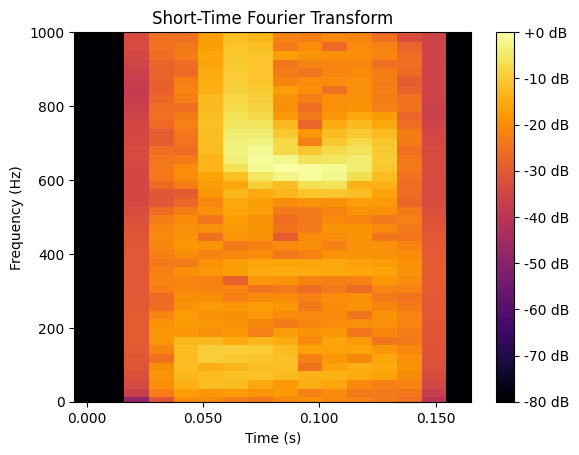 Short-Time Fourier Transform
1000
800
600
400
200
0
Frequency (Hz)
0.000
0.050
0.100
0.150
Time (s)
+0 dB
-10 dB
-20 dB
-30 dB
-40 dB
-50 dB
-60 dB
-70 dB
-80 dB